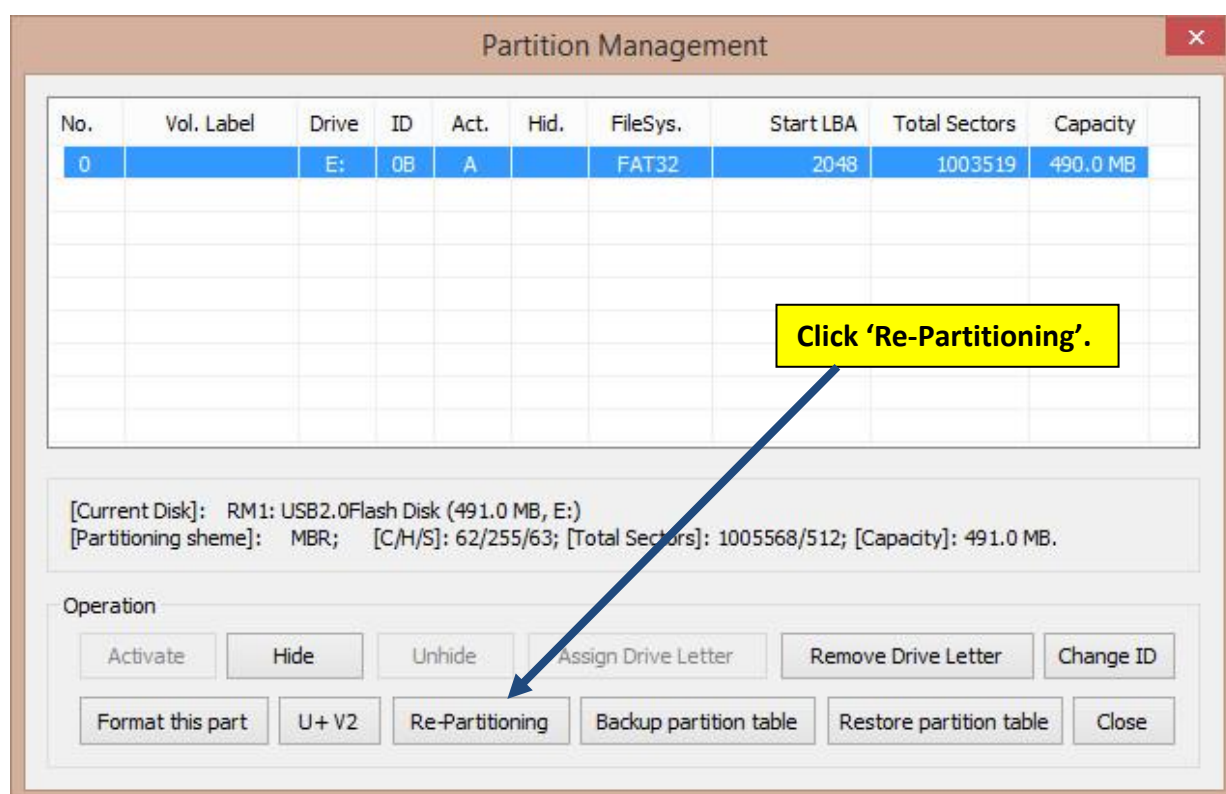 Partition Management
No. Vol. Label Drive ID Act. Hid. FileSys. Start LBA Total Sectors Capacity
0 E: 0B A FAT32 2048 1003519 490.0 MB
Click ‘Re-Partitioning’.
[Current Disk]: RM1: USB2.0Flash Disk (491.0 MB, E:)
[Partitioning sheme]: MBR; [C/H/S]: 62/255/63; [Total Sectors]: 1005568/512; [Capacity]: 491.0 MB.
Operation
Activate Hide Unhide Assign Drive Letter Remove Drive Letter Change ID
Format this part U+ V2 Re-Partitioning Backup partition table Restore partition table Close